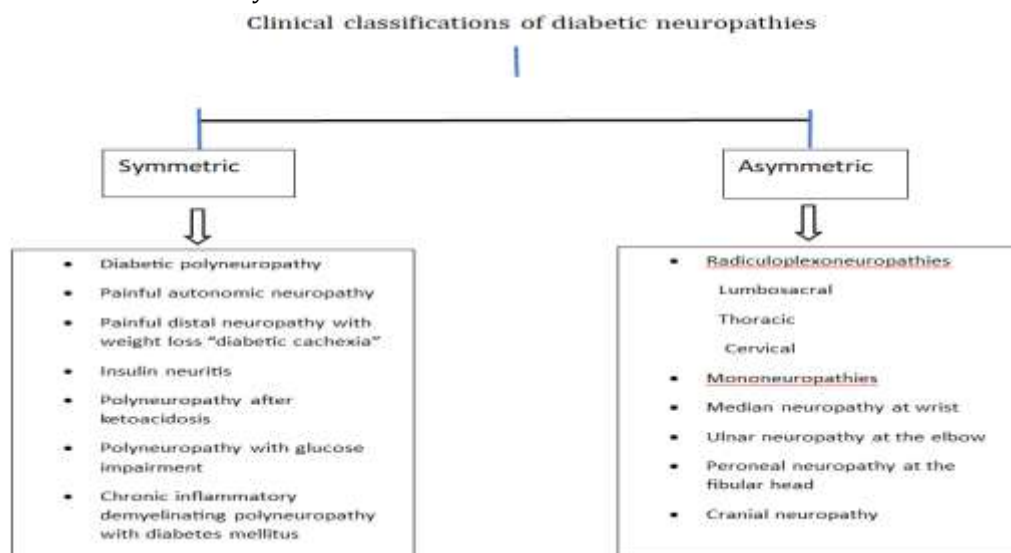 Clinical classifications of diabetic neuropathies
Symmetric
• Diabetic polyneuropathy
• Painful autonomic neuropathy
• Painful distal neuropathy with
weight loss "diabetic cachexia"
• Insulin neuritis
• Polyneuropathy after
ketoacidosis
• Polyneuropathy with glucose
impairment
• Chronic inflammatory
demyelinating polyneuropathy
with diabetes mellitus
Asymmetric
• Radiculoplexoneuropathies
Lumbosacral
Thoracic
Cervical
• Mononeuropathies
• Median neuropathy at wrist
• Ulnar neuropathy at the elbow
• Peroneal neuropathy at the
fibular head
• Cranial neuropathy